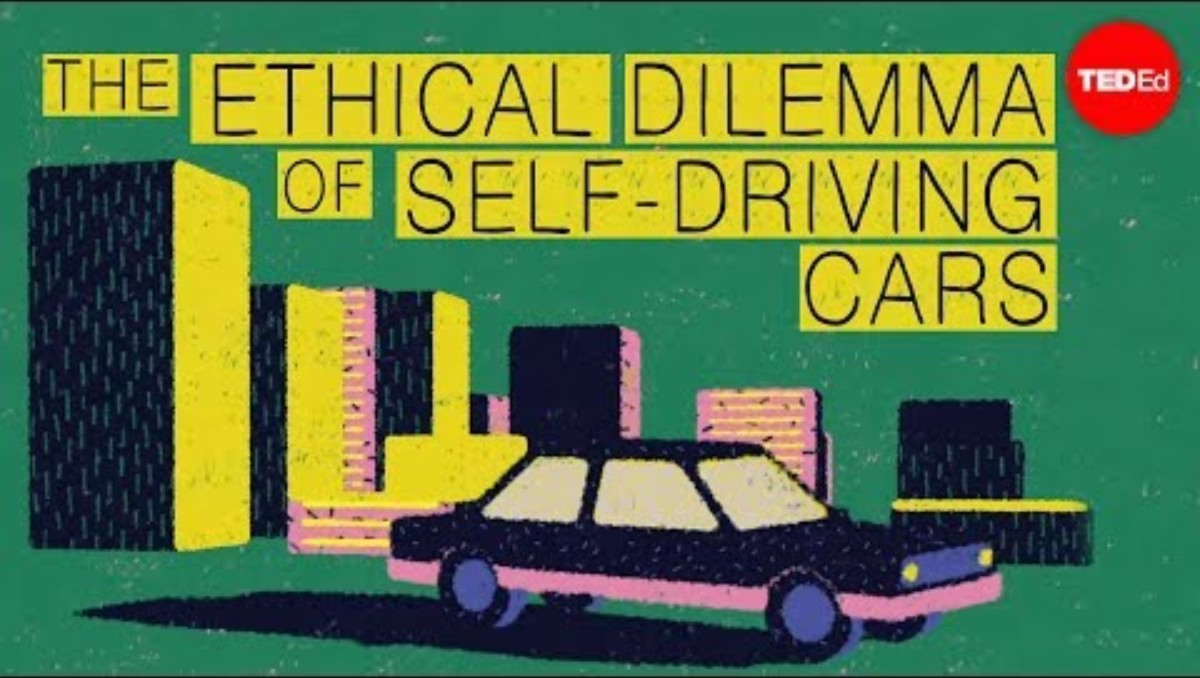 THE ETHICAL DILEMMA
OF SELF-DRIVING
CARS
TEDEd